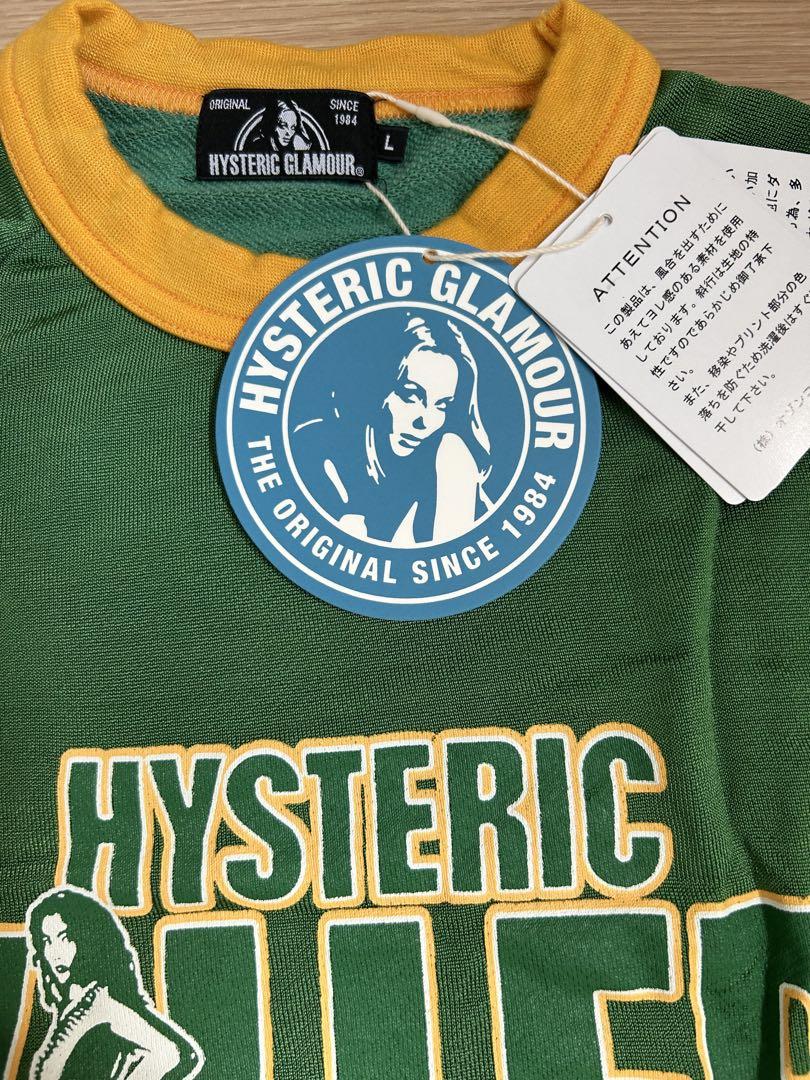 ORIGINAL SINCE
1984
HYSTERIC GLAMOUR®
L
HYSTERIC GLAMOUR
THE ORIGINAL SINCE 1984
ATTENTION
この製品は、風合を出すために
あえてヨレ感のある素材を使用
しております。斜行は生地の特
性ですのであらかじめ御了承下
さい。
また、移染やプリント部分の色
落ちを防ぐため洗濯後はすぐ
干して下さい。
(株)
HYSTERIC